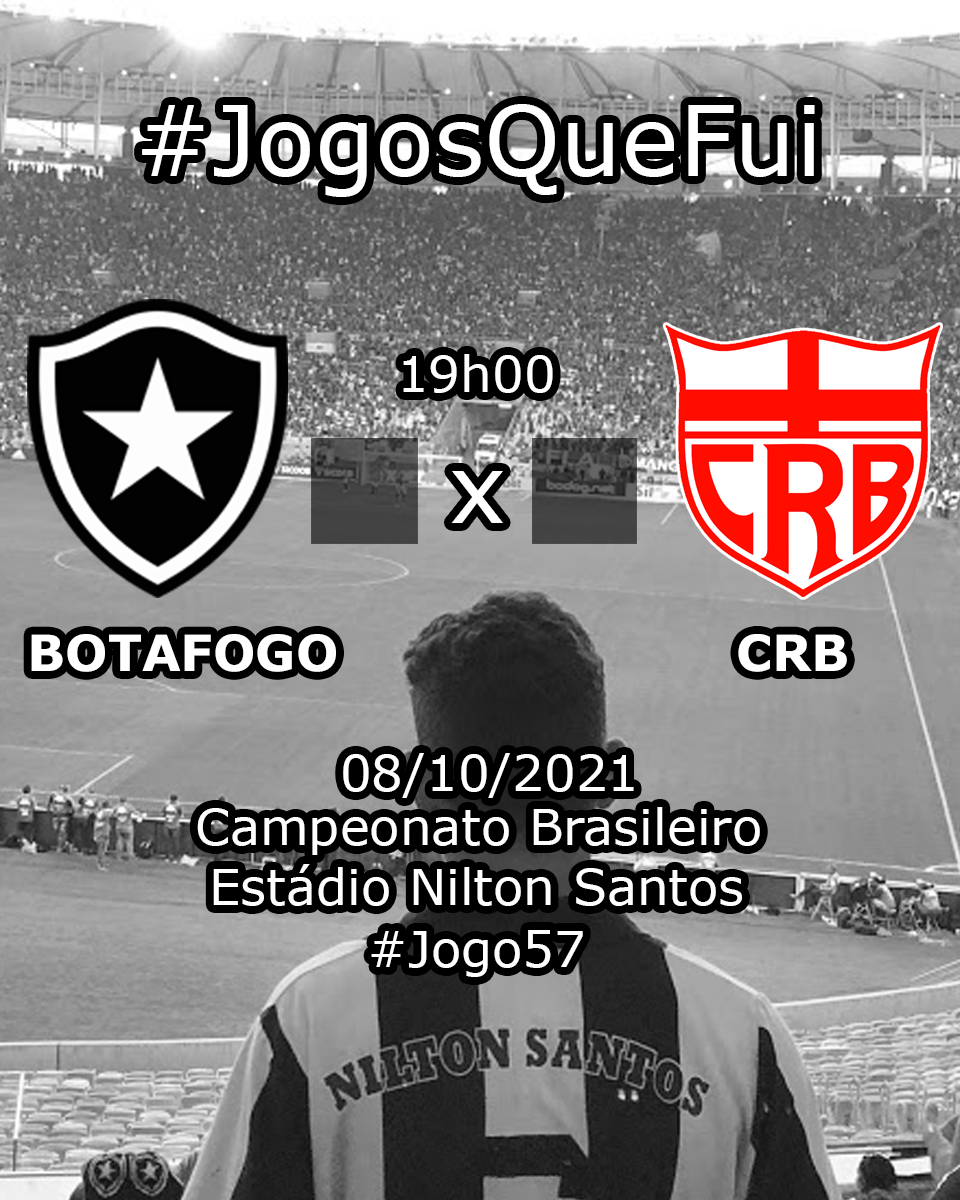 #JogosQueFui
19h00
X
CRB
BOTAFOGO
CRB
08/10/2021
Campeonato Brasileiro
Estádio Nilton Santos
#Jogo57
NILTON SANTOS